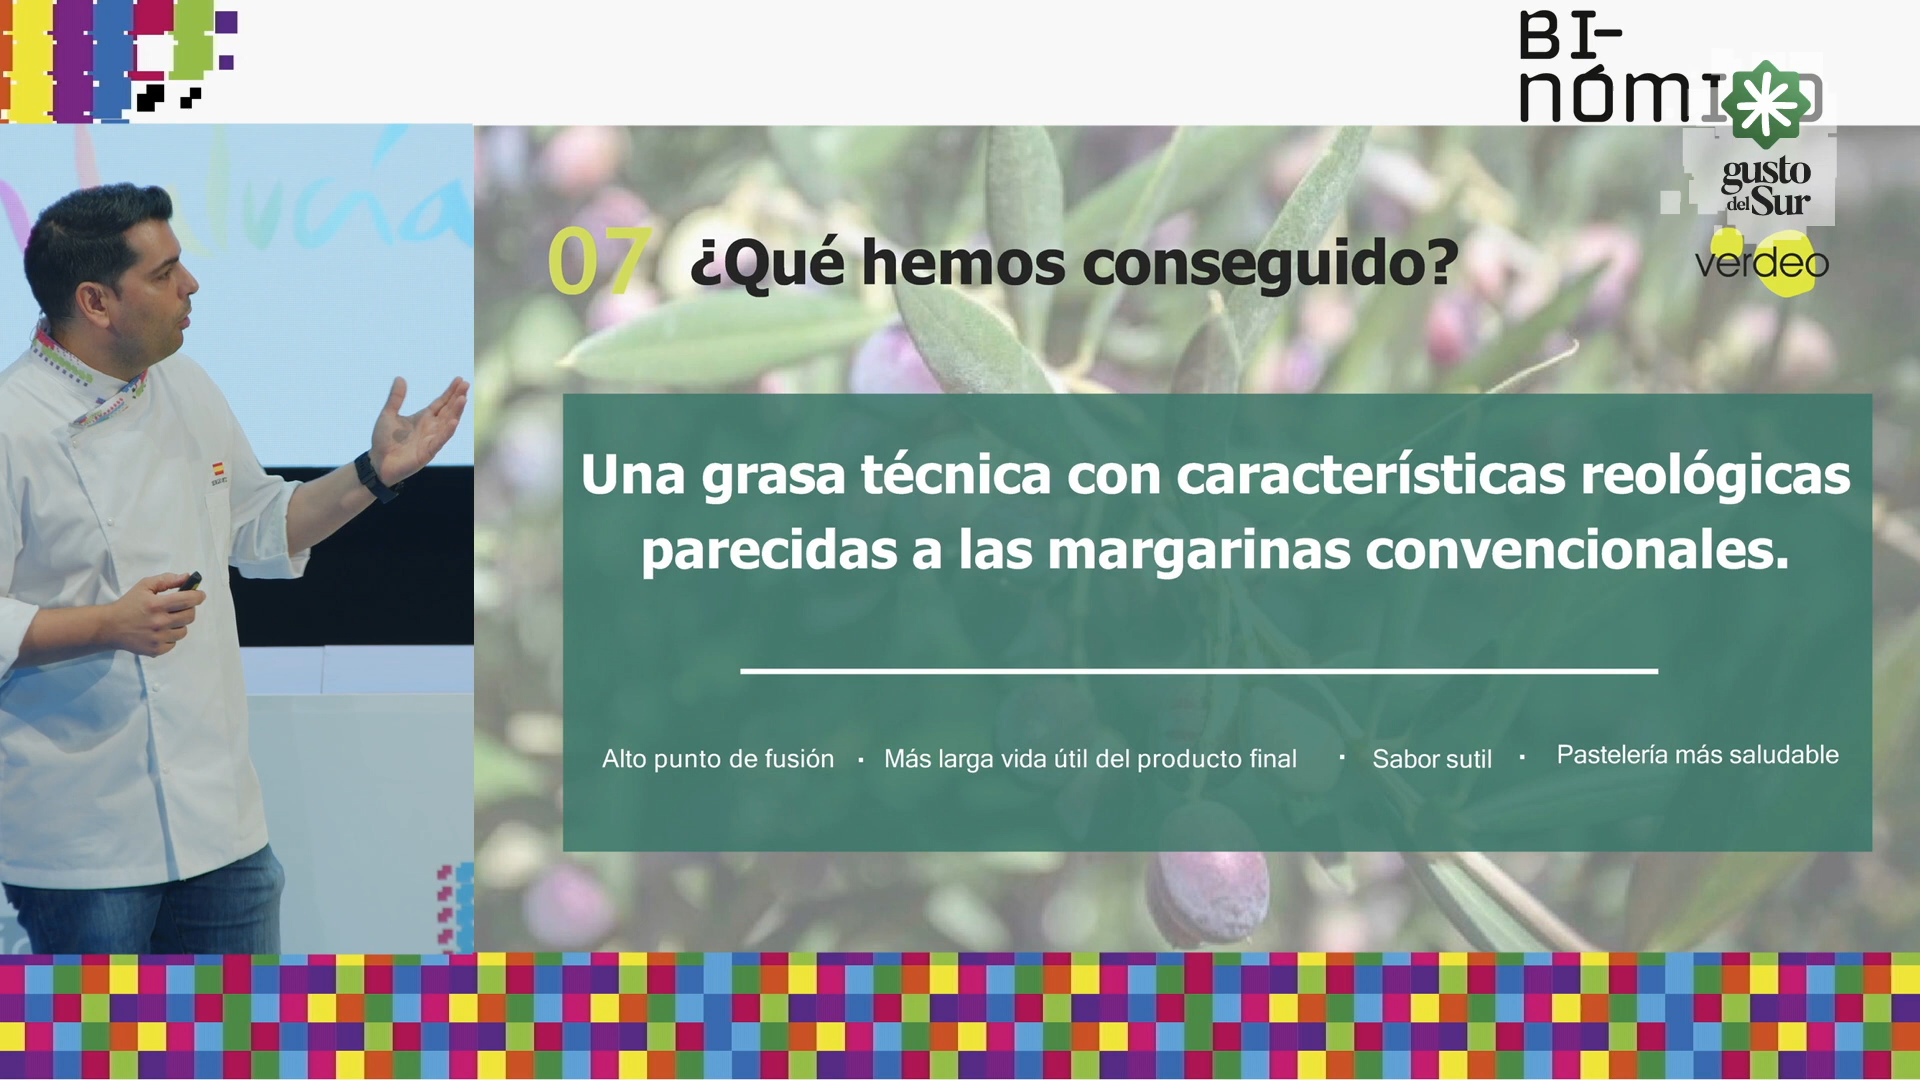 BI-
nómi
gusto
del Sur
verdeo
07 ¿Qué hemos conseguido?
Una grasa técnica con características reológicas
parecidas a las margarinas convencionales.
Alto punto de fusión · Más larga vida útil del producto final · Sabor sutil · Pastelería más saludable